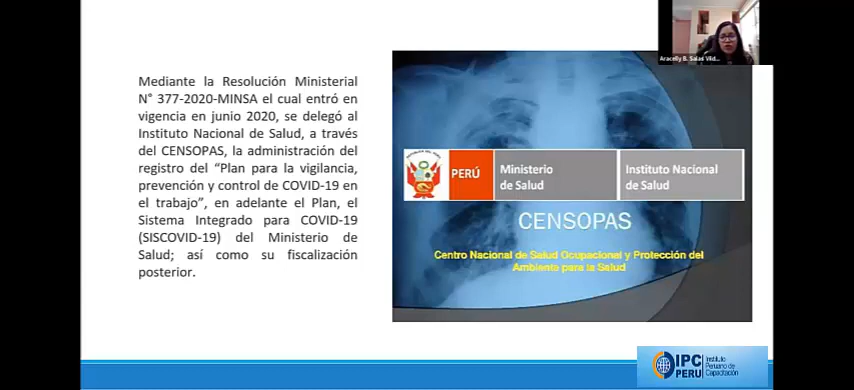 Aracelly B. Salas Vild...
Mediante la Resolución Ministerial
N° 377-2020-MINSA el cual entró en
vigencia en junio 2020, se delegó al
Instituto Nacional de Salud, a través
del CENSOPAS, la administración del
registro del “Plan para la vigilancia,
prevención y control de COVID-19 en
el trabajo”, en adelante el Plan, el
Sistema Integrado para COVID-19
(SISCOVID-19) del Ministerio de
Salud; así como su fiscalización
posterior.
PERÚ
Ministerio
de Salud
Instituto Nacional
de Salud
CENSOPAS
Centro Nacional de Salud Ocupacional y Protección del
Ambiente para la Salud
IPC
PERU
Instituto
Peruano de
Capacitación